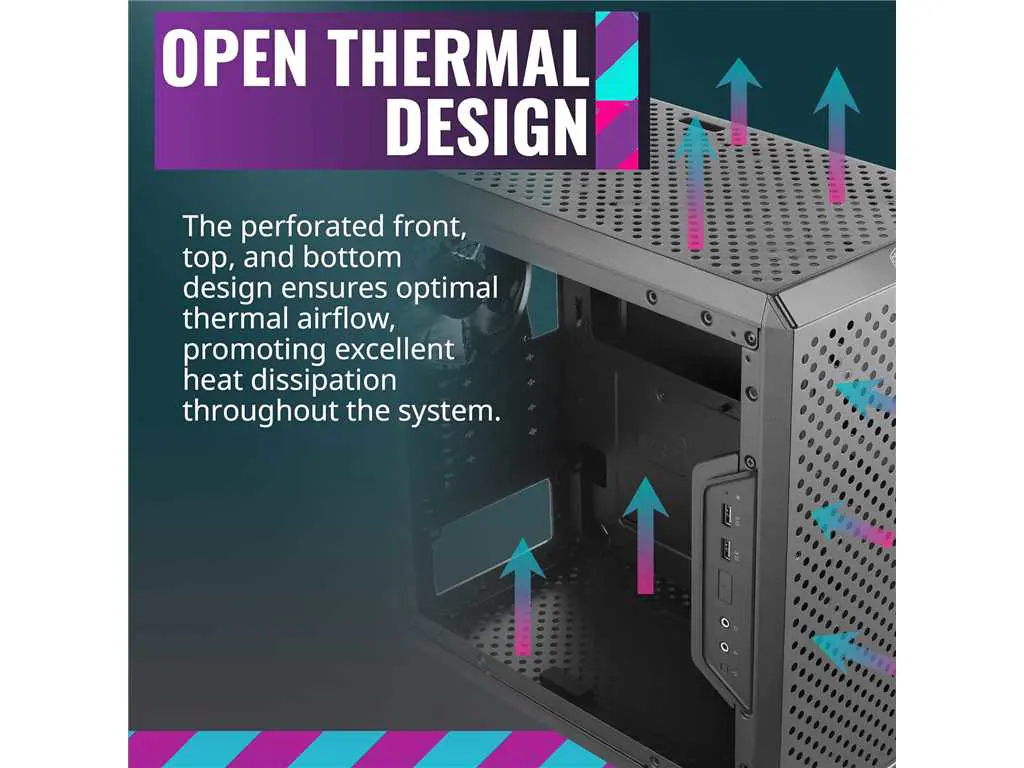 OPEN THERMAL
DESIGN
The perforated front,
top, and bottom
design ensures optimal
thermal airflow,
promoting excellent
heat dissipation
throughout the system.